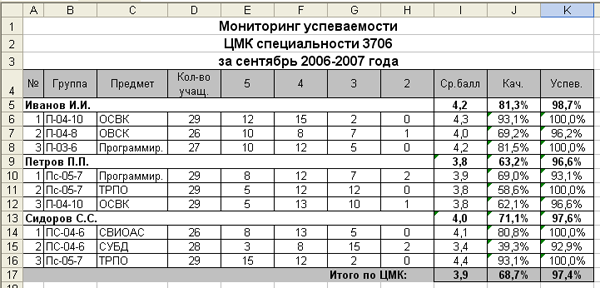 A B C D E F G H I J K
1 Мониторинг успеваемости
2 ЦМК специальности 3706
3 за сентябрь 2006-2007 года
4 № Группа Предмет Кол-во учащ. 5 4 3 2 Ср.балл Кач. Успев.
5 Иванов И.И. 4,2 81,3% 98,7%
6 1 П-04-10 ОСВК 29 12 15 2 0 4,3 93,1% 100,0%
7 2 П-04-8 ОВСК 26 10 8 7 1 4,0 69,2% 96,2%
8 3 П-03-6 Программир. 27 10 12 5 0 4,2 81,5% 100,0%
9 Петров П.П. 3,8 63,2% 96,6%
10 1 Пс-05-7 Программир. 29 8 12 7 2 3,9 69,0% 93,1%
11 2 Пс-05-7 ТРПО 29 5 12 12 0 3,8 58,6% 100,0%
12 3 П-04-10 ОСВК 29 5 13 10 1 3,8 62,1% 96,6%
13 Сидоров С.С. 4,0 71,1% 97,6%
14 1 ПС-04-6 СВИОАС 26 8 13 5 0 4,1 80,8% 100,0%
15 2 ПС-04-6 СУБД 28 3 8 15 2 3,4 39,3% 92,9%
16 3 Пс-05-7 ТРПО 29 15 12 2 0 4,4 93,1% 100,0%
17 Итого по ЦМК: 3,9 68,7% 97,4%